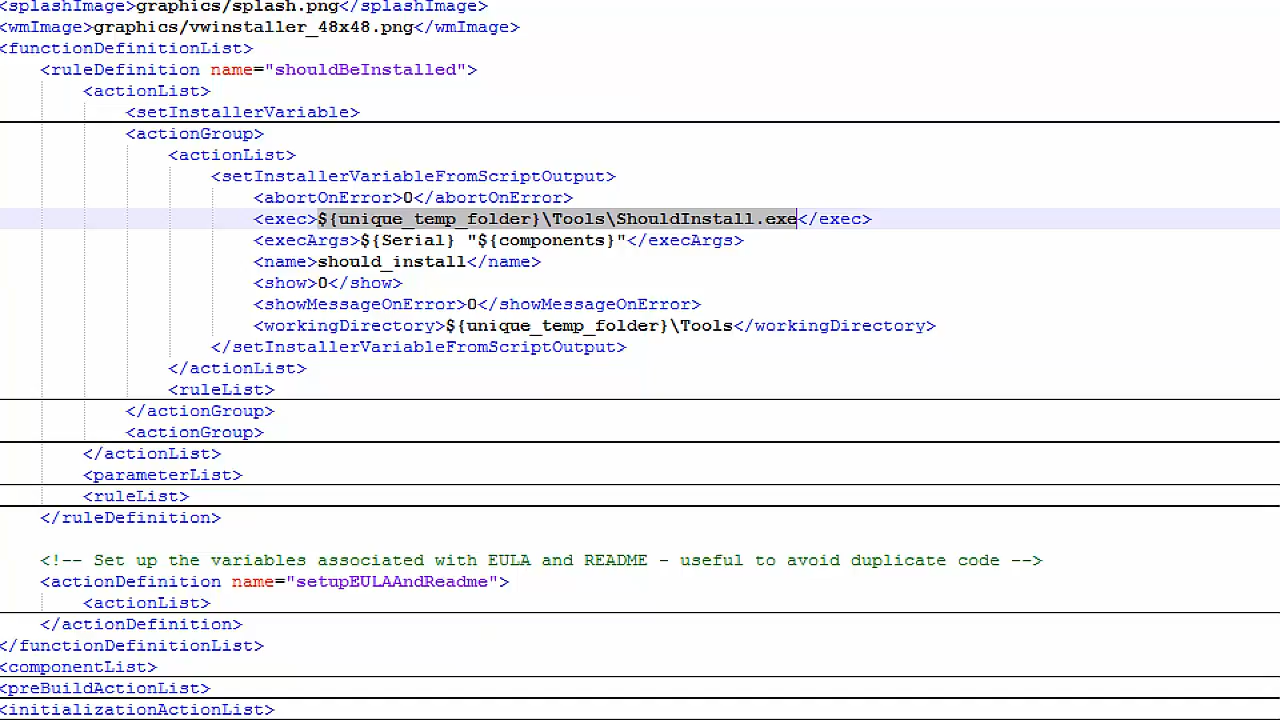 <splashImage>graphics/splash.png</splashImage>
<wmImage>graphics/vwinstaller_48x48.png</wmImage>
<functionDefinitionList>
<ruleDefinition name="shouldBeInstalled">
<actionList>
<setInstallerVariable>
<actionGroup>
<actionList>
<setInstallerVariableFromScriptOutput>
<abortOnError>0</abortOnError>
<exec>${unique_temp_folder}\Tools\ShouldInstall.exe</exec>
<execArgs>${Serial} "${components}"</execArgs>
<name>should_install</name>
<show>0</show>
<showMessageOnError>0</showMessageOnError>
<workingDirectory>${unique_temp_folder}\Tools</workingDirectory>
</setInstallerVariableFromScriptOutput>
</actionList>
<ruleList>
</actionGroup>
<actionGroup>
</actionList>
<parameterList>
<ruleList>
</ruleDefinition>
<!-- Set up the variables associated with EULA and README - useful to avoid duplicate code -->
<actionDefinition name="setupEULAAndReadme">
<actionList>
</actionDefinition>
</functionDefinitionList>
<componentList>
<preBuildActionList>
<initializationActionList>